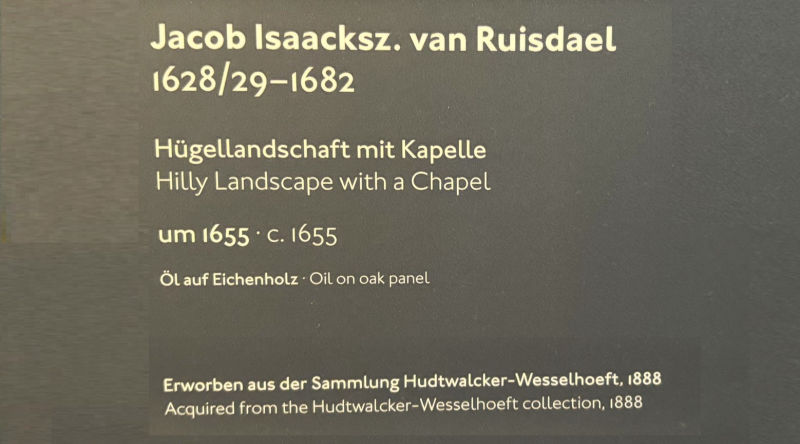 Jacob Isaacksz. van Ruisdael
1628/29–1682
Hügellandschaft mit Kapelle
Hilly Landscape with a Chapel
um 1655 · c. 1655
Öl auf Eichenholz · Oil on oak panel
Erworben aus der Sammlung Hudtwalcker-Wesselhoeft, 1888
Acquired from the Hudtwalcker-Wesselhoeft collection, 1888